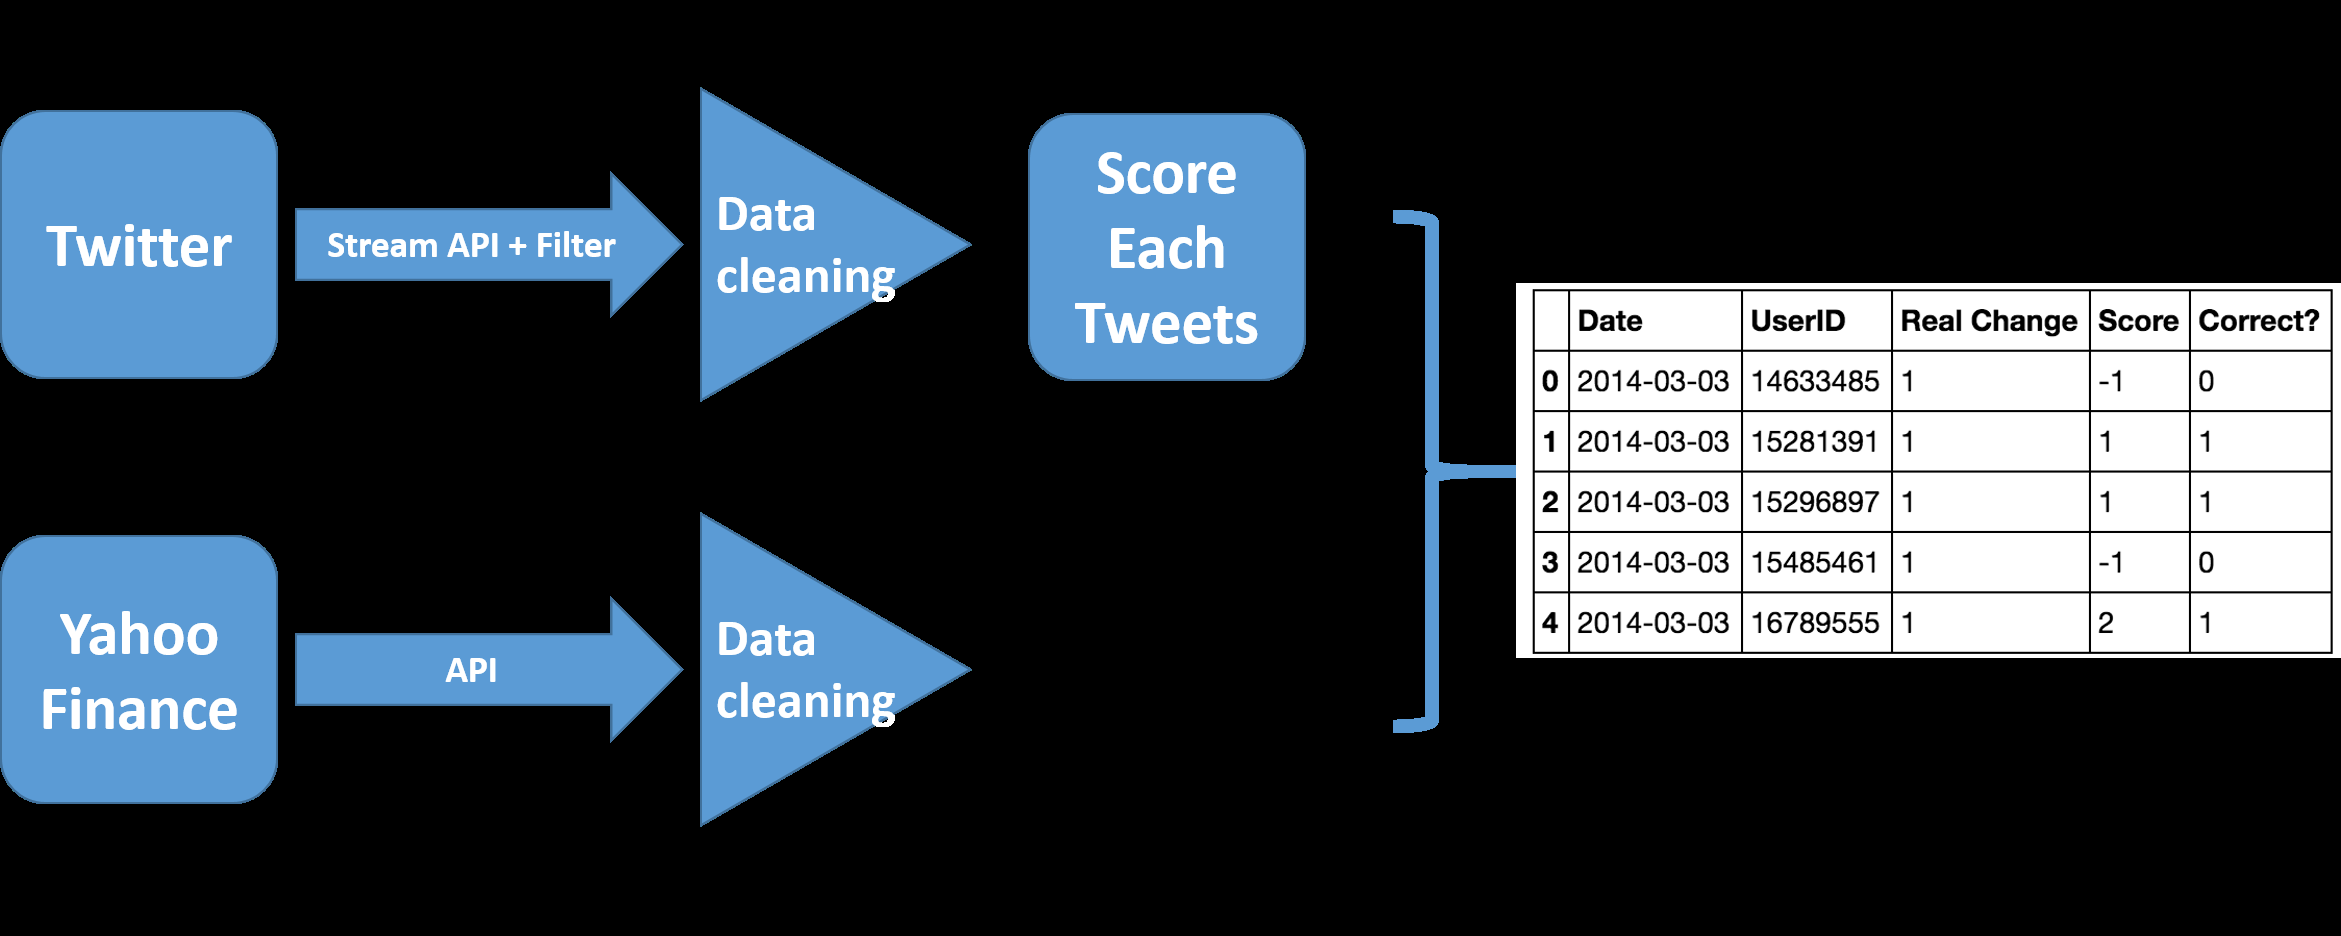 Twitter
Stream API + Filter
Data
cleaning
Score
Each
Tweets
Yahoo
Finance
API
Data
cleaning
Date UserID Real Change Score Correct?
0 2014-03-03 14633485 1 -1 0
1 2014-03-03 15281391 1 1 1
2 2014-03-03 15296897 1 1 1
3 2014-03-03 15485461 1 -1 0
4 2014-03-03 16789555 1 2 1